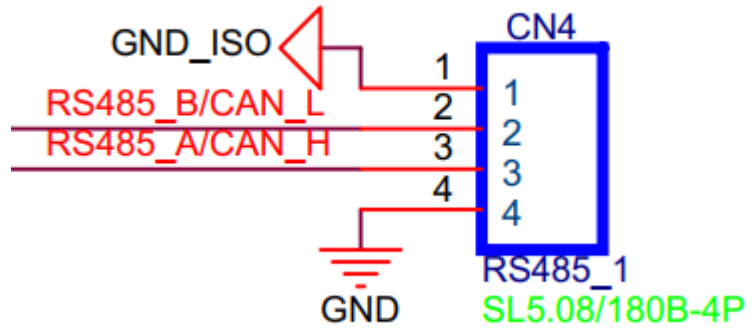 CN4
GND_ISO
1
1
RS485_B/CAN_L
2
2
RS485_A/CAN_H
3
3
4
4
RS485_1
GND
SL5.08/180B-4P